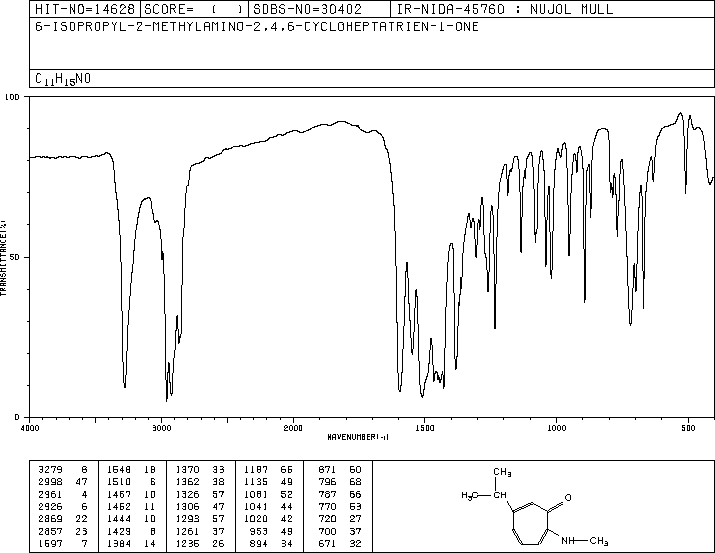 HIT-NO=14628 SCORE= ( ) SDBS-NO=30402 IR-NIDA-45760 : NUJOL MULL
6-ISOPROPYL-2-METHYLAMINO-2,4,6-CYCLOHEPTATRIEN-1-ONE
C11H15NO
100
TRANSMITTANCE(%)
50
0
4000 3000 2000 1500 1000 500
WAVENUMBER(-1)
3279 8 1548 18 1370 33 1187 66 871 60
2998 47 1510 6 1362 38 1135 49 796 68
2961 4 1467 10 1326 57 1081 52 787 66
2926 6 1462 11 1306 47 1041 44 770 53
2869 22 1444 10 1293 57 1020 42 720 27
2857 23 1429 8 1261 37 953 49 700 37
1597 7 1384 14 1236 26 894 34 671 32
CH3
H3C CH
O
NH CH3